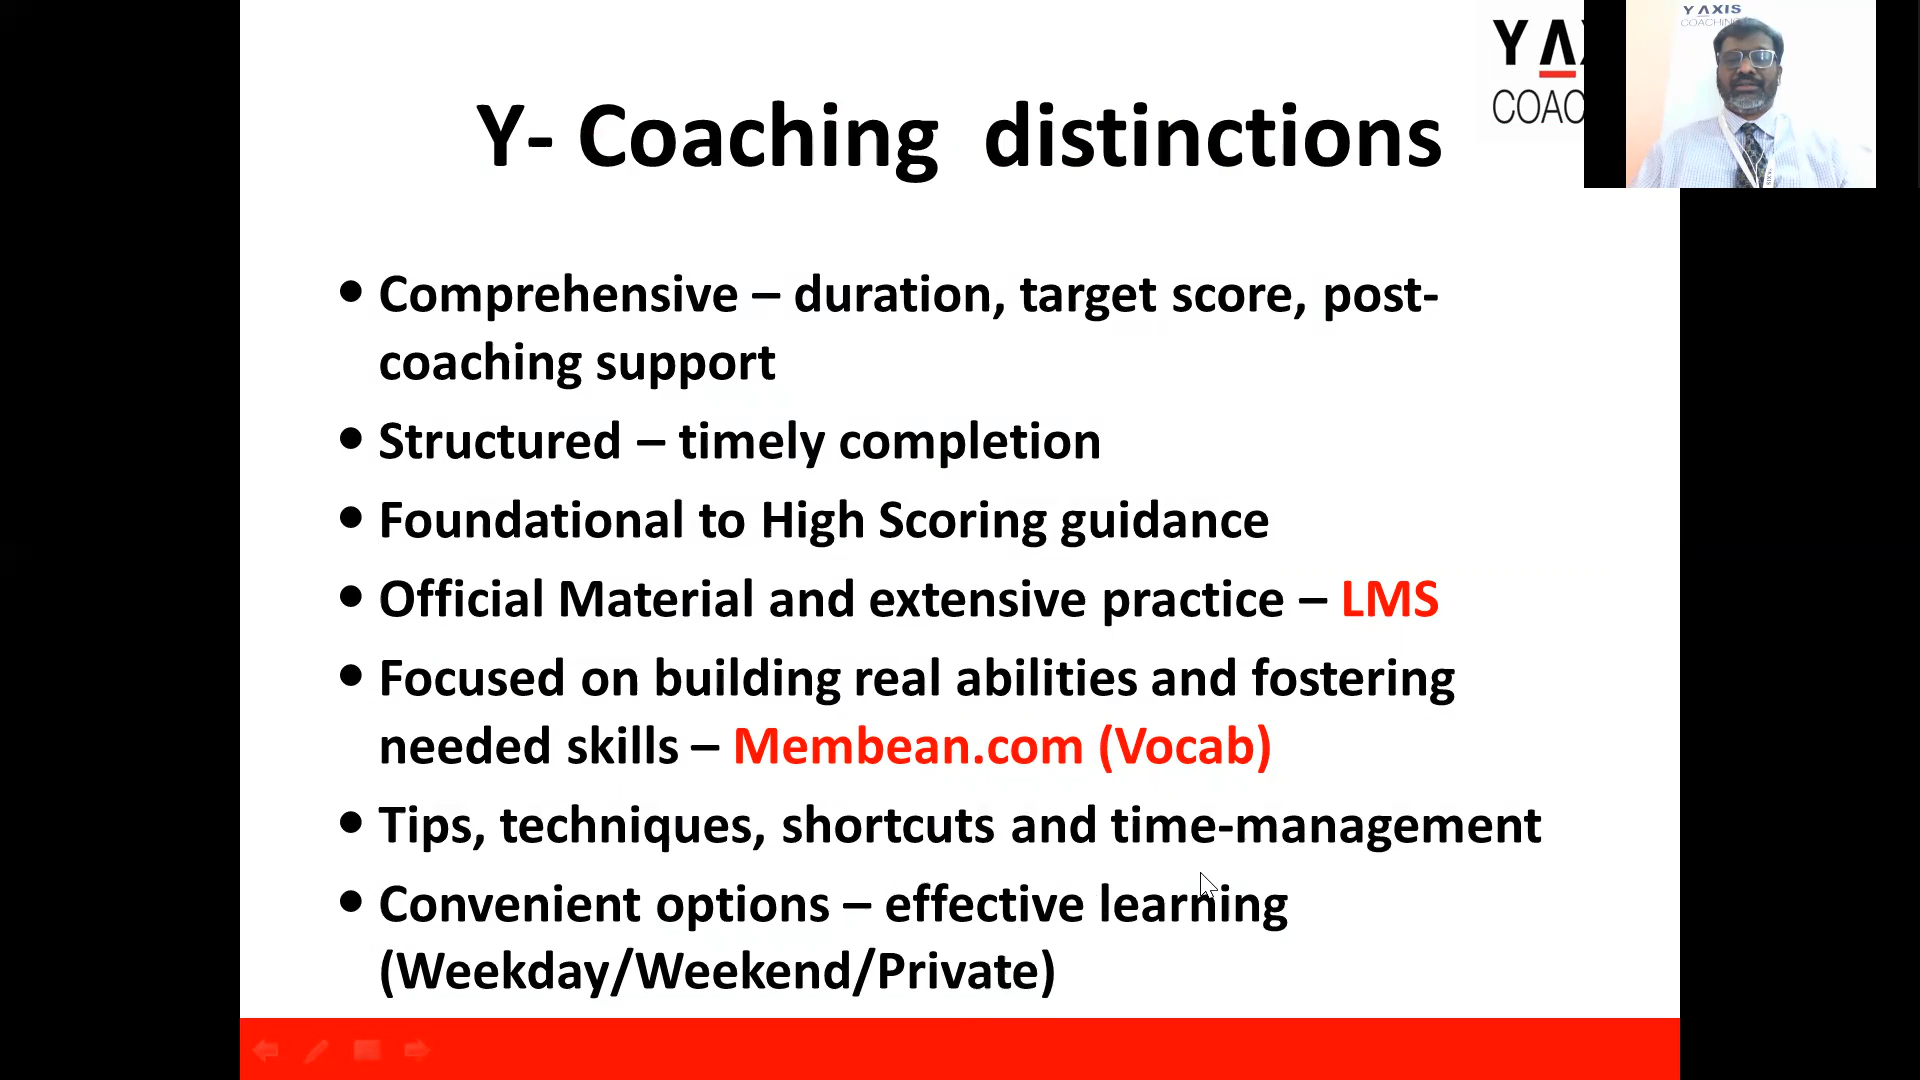 Y AXIS
COACHING
Y- Coaching distinctions
• Comprehensive – duration, target score, post-
coaching support
• Structured – timely completion
• Foundational to High Scoring guidance
• Official Material and extensive practice – LMS
• Focused on building real abilities and fostering
needed skills – Membean.com (Vocab)
• Tips, techniques, shortcuts and time-management
• Convenient options – effective learning
(Weekday/Weekend/Private)